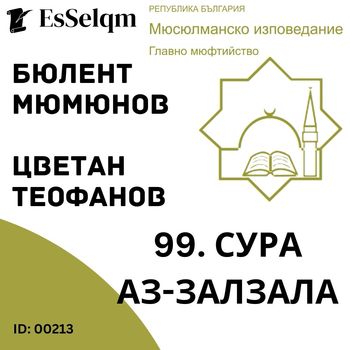 EsSelqm
РЕПУБЛИКА БЪЛГАРИЯ
Мюсюлманско изповедание
Главно мюфтийство
БЮЛЕНТ
МЮМЮНОВ
ЦВЕТАН
ТЕОФАНОВ
99. СУРА
АЗ-ЗАЛЗАЛА
ID: 00213